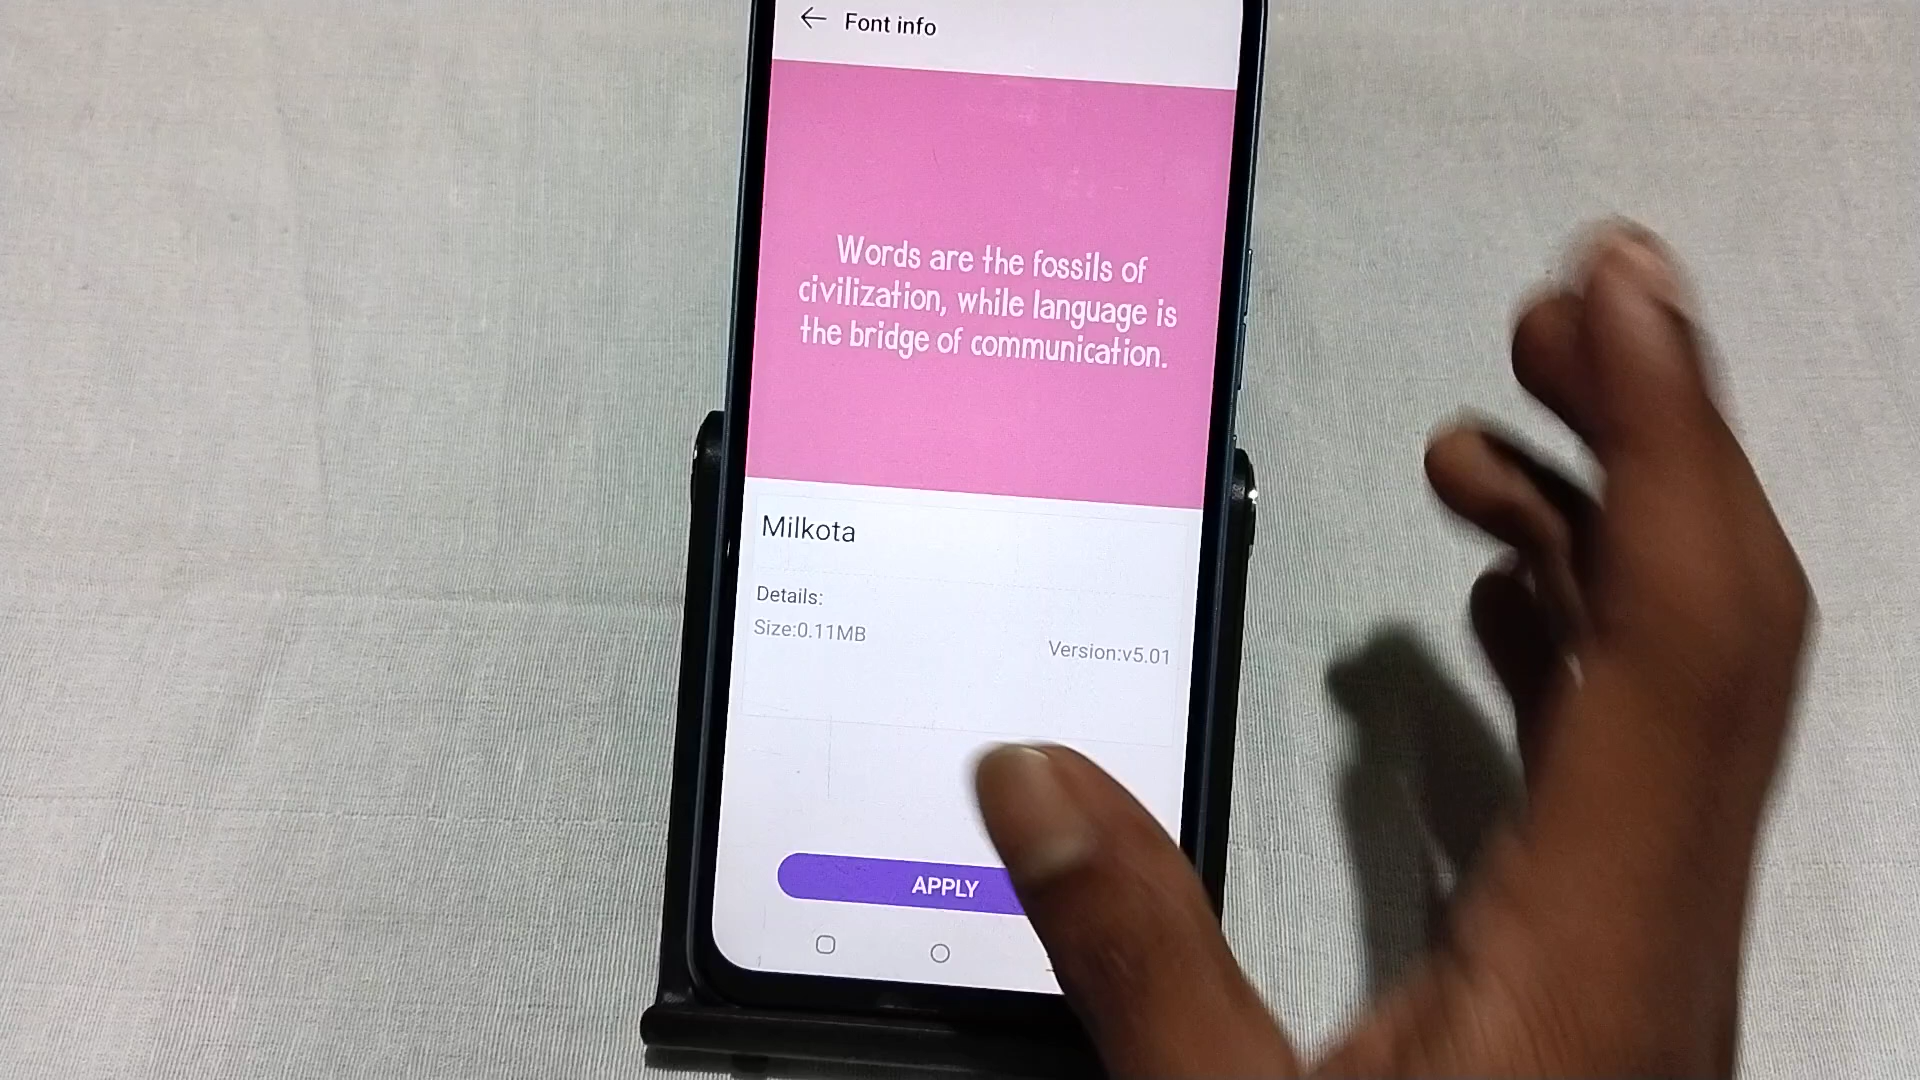 Font info
Words are the fossils of
civilization, while language is
the bridge of communication.
Milkota
Details:
Size:0.11MB
Version:v5.01
APPLY